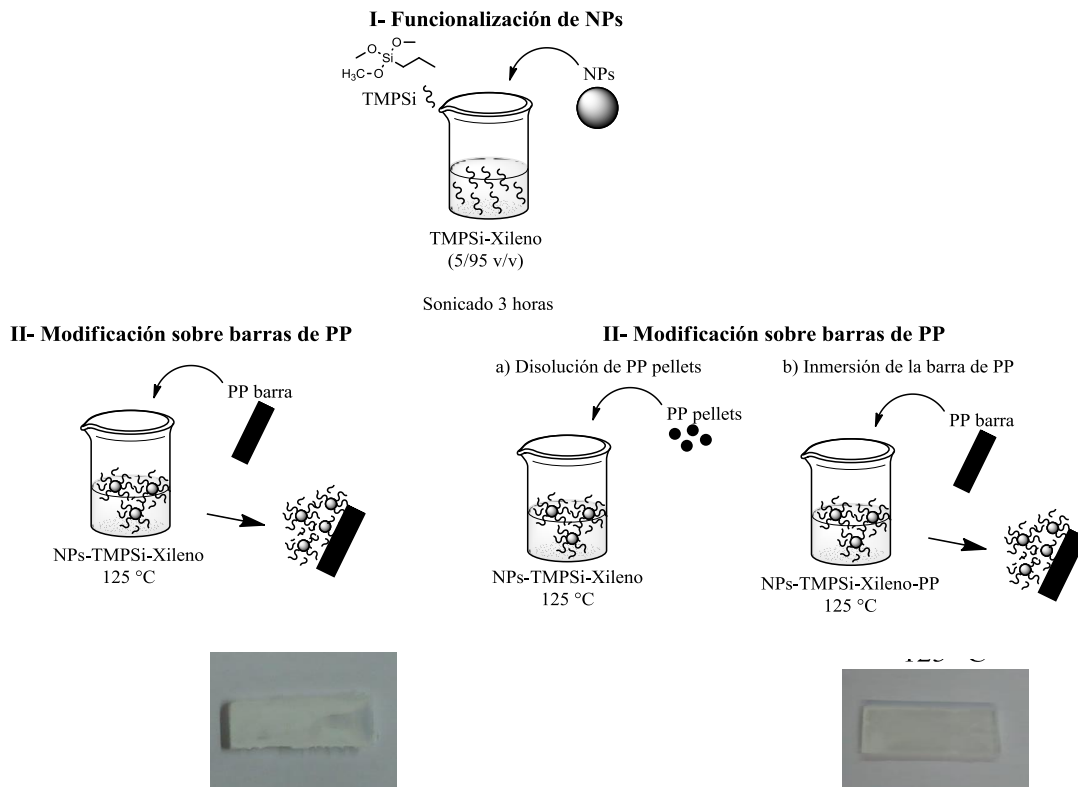 I- Funcionalización de NPs
O
O
Si
H₃C-O
TMPSi
NPs
TMPSi-Xileno
(5/95 v/v)
Sonicado 3 horas
II- Modificación sobre barras de PP
PP barra
NPs-TMPSi-Xileno
125 °C
II- Modificación sobre barras de PP
a) Disolución de PP pellets
PP pellets
NPs-TMPSi-Xileno
125 °C
b) Inmersión de la barra de PP
PP barra
NPs-TMPSi-Xileno-PP
125 °C